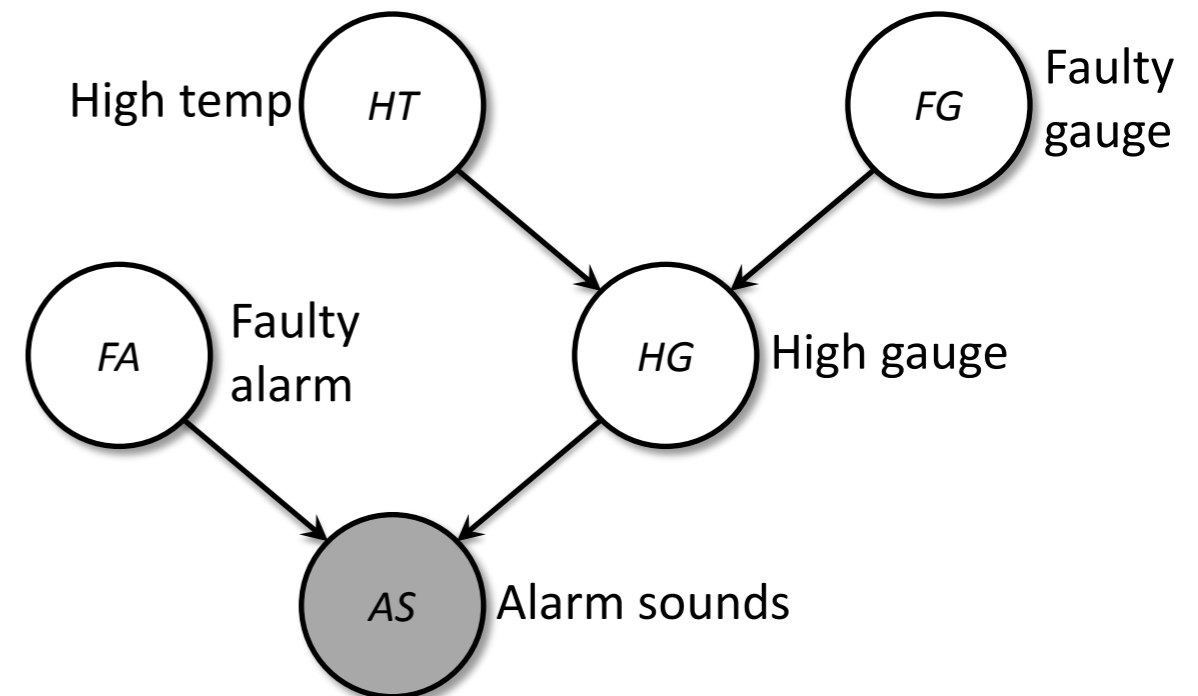 High temp
HT
FG
Faulty
gauge
FA
Faulty
alarm
HG
High gauge
AS
Alarm sounds